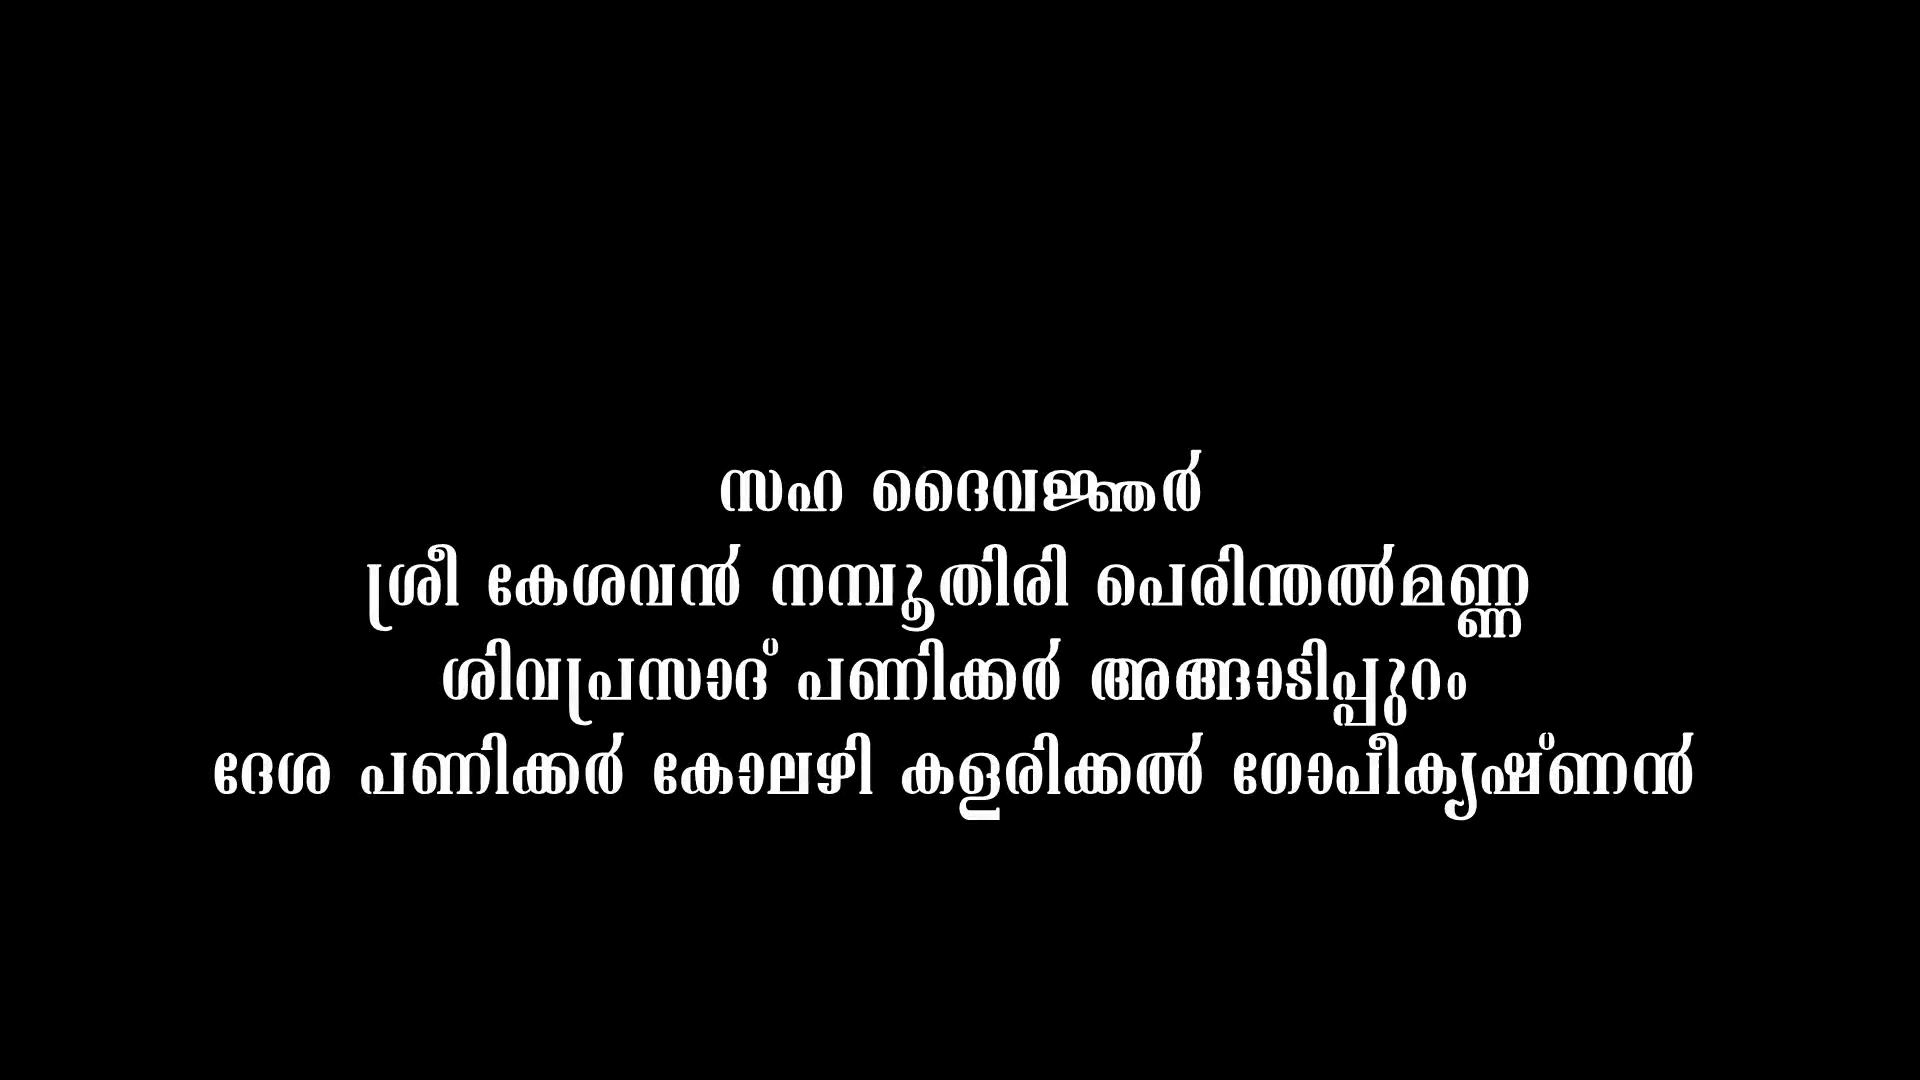 സഹ ദൈവജ്ഞർ
ശ്രീ കേശവൻ നമ്പൂതിരി പെരിന്തൽമണ്ണ
ശിവപ്രസാദ് പണിക്കർ അങ്ങാടിപ്പുറം
ദേശ പണിക്കർ കോലഴി കളരിക്കൽ ഗോപീകൃഷ്ണൻ